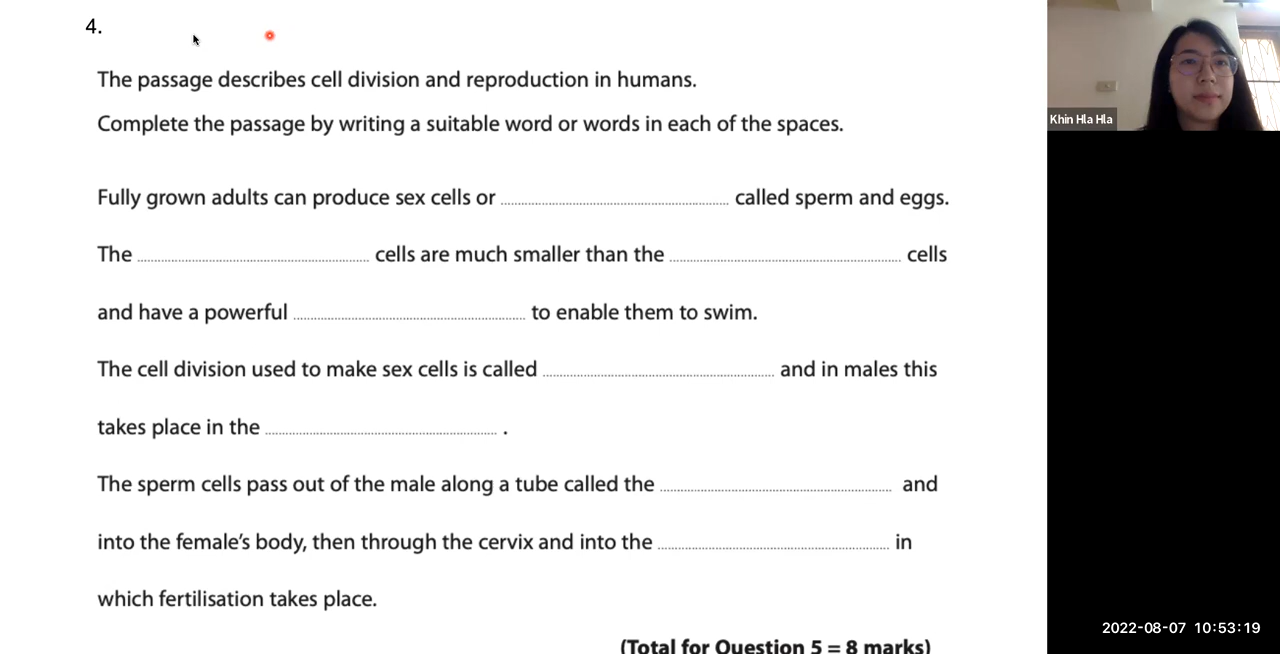 4.
The passage describes cell division and reproduction in humans.
Complete the passage by writing a suitable word or words in each of the spaces.
Fully grown adults can produce sex cells or ........................ called sperm and eggs.
The ........................ cells are much smaller than the ........................ cells
and have a powerful ........................ to enable them to swim.
The cell division used to make sex cells is called ........................ and in males this
takes place in the ........................ .
The sperm cells pass out of the male along a tube called the ........................ and
into the female's body, then through the cervix and into the ........................ in
which fertilisation takes place.
(Total for Question 5 = 8 marks)
Khin Hla Hla
2022-08-07 10:53:19